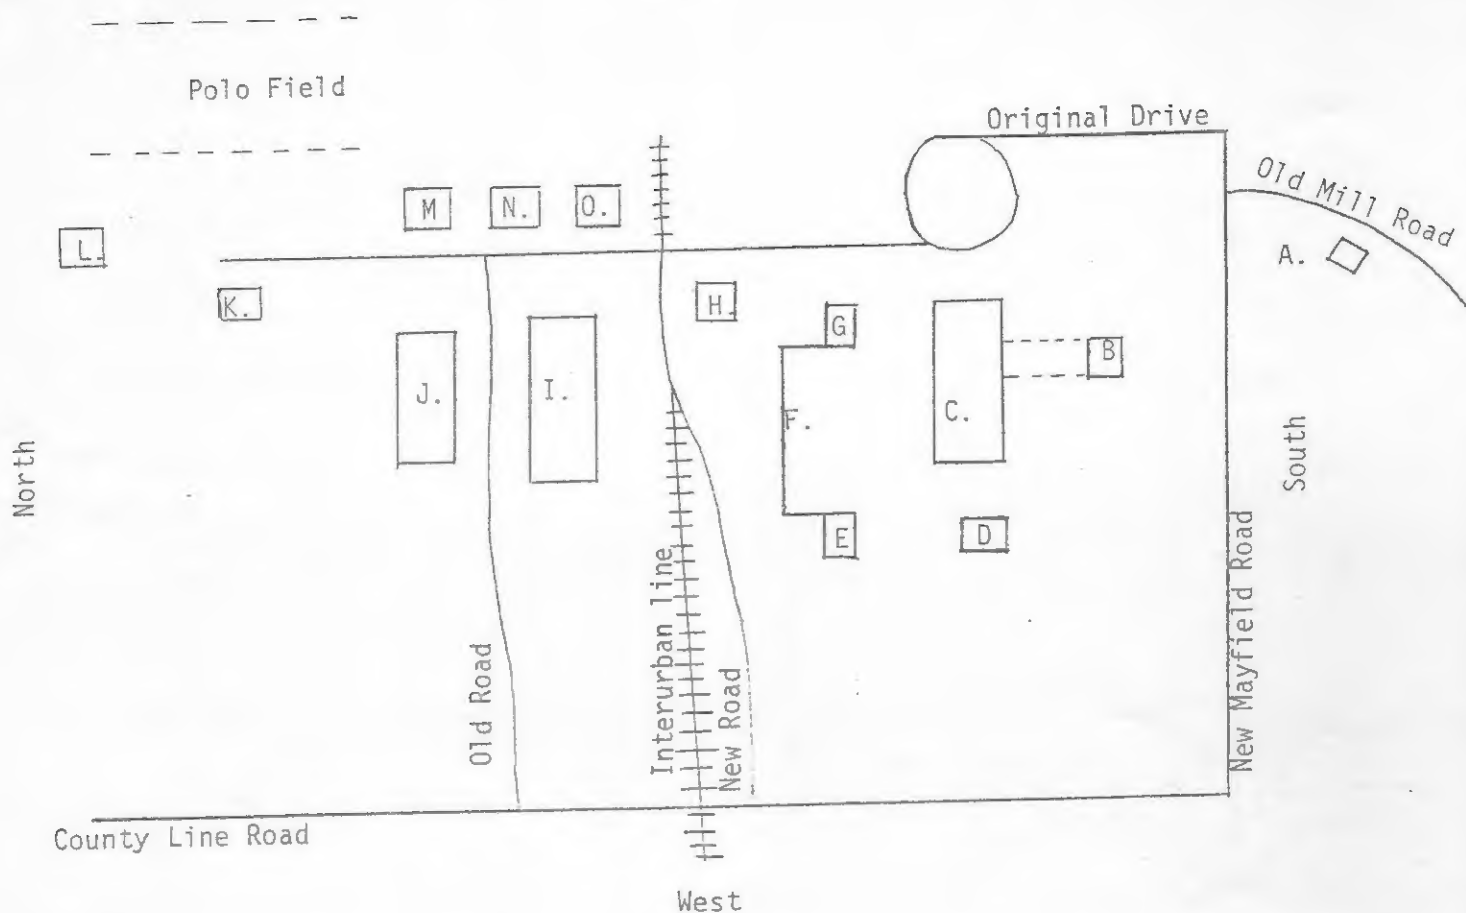 Polo Field
Original Drive
Old Mill Road
A.
M
N.
O.
L.
K.
H.
G
B
J.
I.
F.
C.
North
South
E
D
Old Road
Interurban line
New Road
New Mayfield Road
County Line Road
West